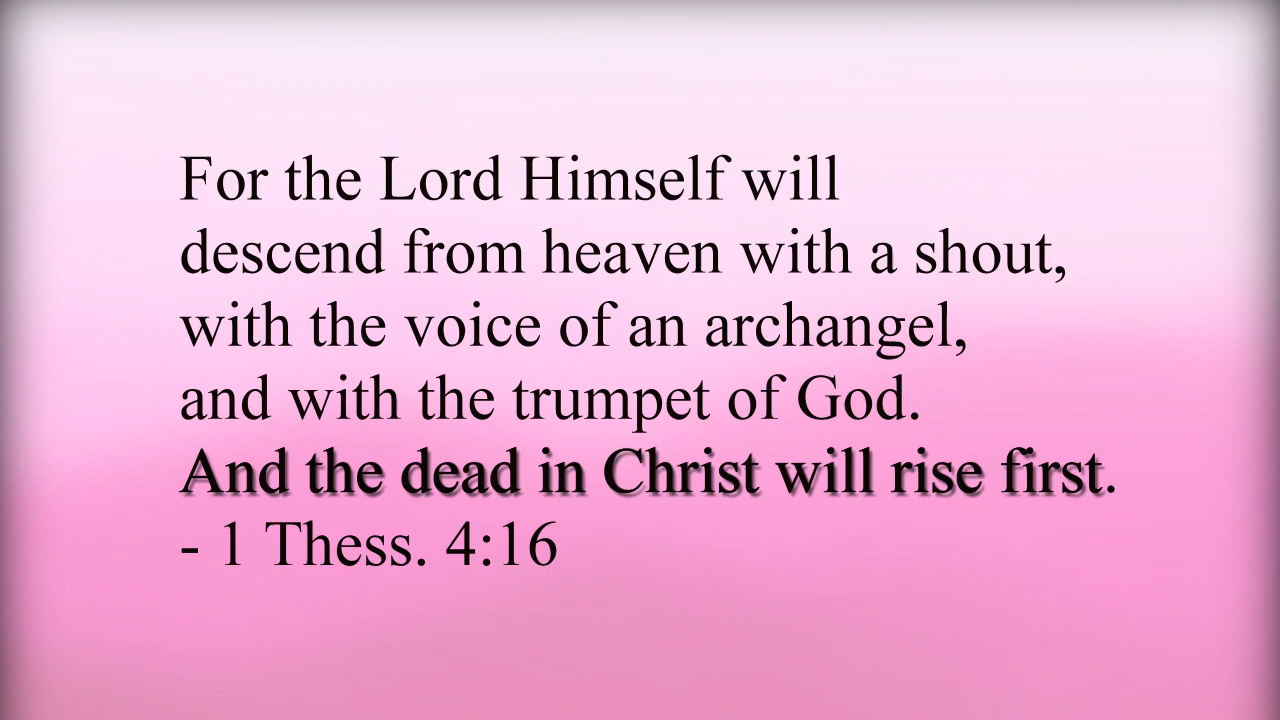 For the Lord Himself will
descend from heaven with a shout,
with the voice of an archangel,
and with the trumpet of God.
And the dead in Christ will rise first.
- 1 Thess. 4:16